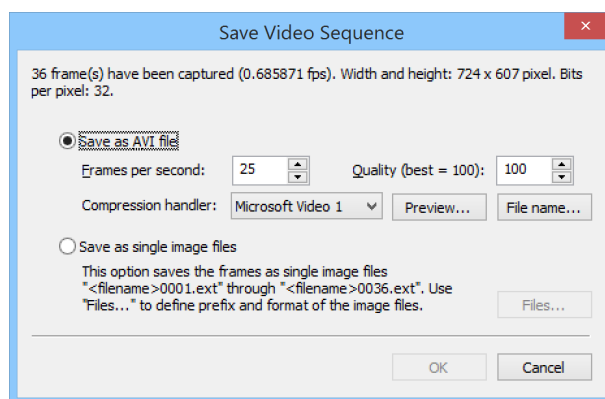 Save Video Sequence
36 frame(s) have been captured (0.685871 fps). Width and height: 724 x 607 pixel. Bits
per pixel: 32.
Save as AVI file
Frames per second: 25 Quality (best = 100): 100
Compression handler: Microsoft Video 1 Preview... File name...
Save as single image files
This option saves the frames as single image files
"<filename>0001.ext" through "<filename>0036.ext". Use
"Files..." to define prefix and format of the image files.
Files...
OK Cancel